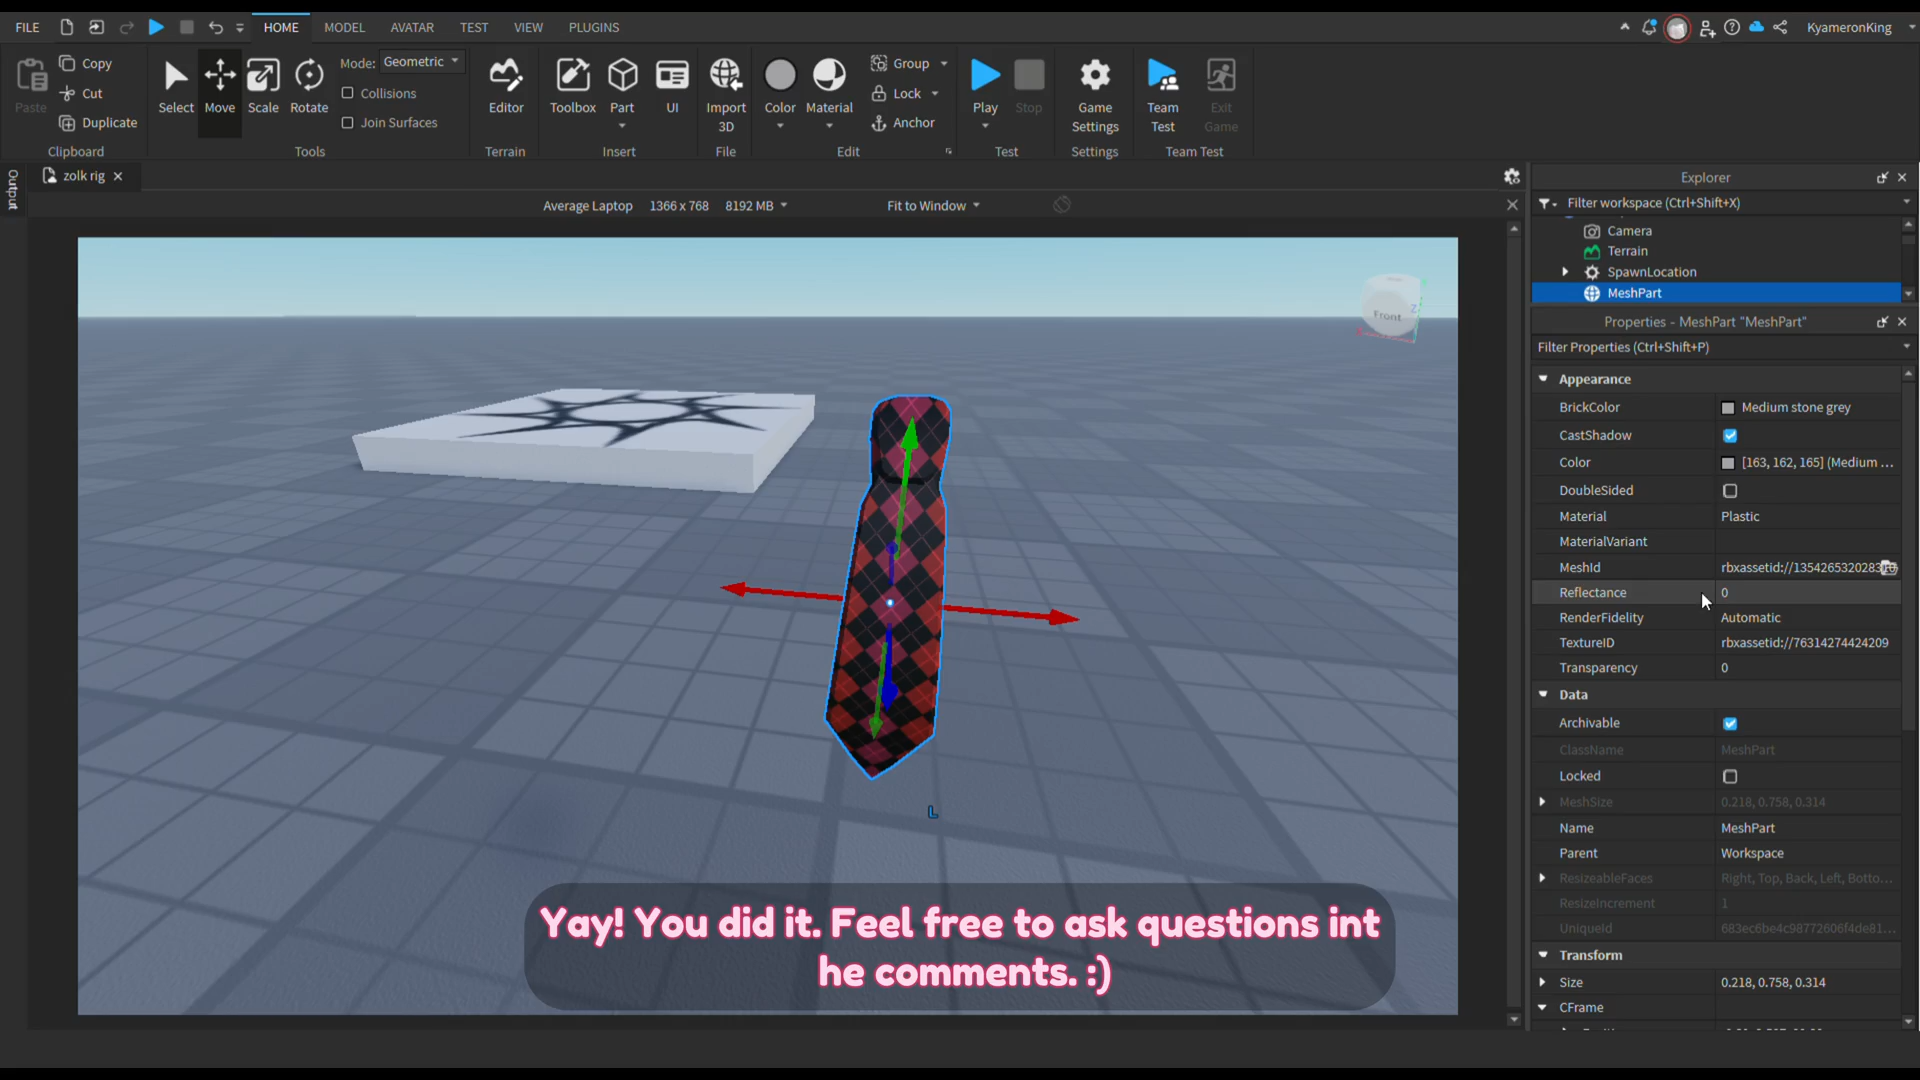 FILE HOME MODEL AVATAR TEST VIEW PLUGINS KyameronKing
Paste Copy Cut Duplicate
Select Move Scale Rotate Mode: Geometric Collisions Join Surfaces
Editor
Toolbox Part UI
Import 3D
Color Material Group Lock Anchor
Play Stop
Game Settings
Team Test Exit Game
Clipboard Tools Terrain Insert File Edit Test Settings Team Test
Output
zolk rig
Average Laptop 1366 x 768 8192 MB Fit to Window
Front
Z
L
Yay! You did it. Feel free to ask questions int
he comments. :)
Explorer
Filter workspace (Ctrl+Shift+X)
Camera
Terrain
SpawnLocation
MeshPart
Properties - MeshPart "MeshPart"
Filter Properties (Ctrl+Shift+P)
Appearance
BrickColor Medium stone grey
CastShadow
Color [163, 162, 165] (Medium ...
DoubleSided
Material Plastic
MaterialVariant
MeshId rbxassetid://13542653202831
Reflectance 0
RenderFidelity Automatic
TextureID rbxassetid://76314274424209
Transparency 0
Data
Archivable
ClassName MeshPart
Locked
MeshSize 0.218, 0.758, 0.314
Name MeshPart
Parent Workspace
ResizeableFaces Right, Top, Back, Left, Botto...
ResizeIncrement 1
UniqueId 683ec6be4c98772606f4de81...
Transform
Size 0.218, 0.758, 0.314
CFrame